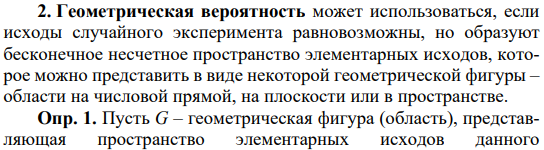 2. Геометрическая вероятность может использоваться, если
исходы случайного эксперимента равновозможны, но образуют
бесконечное несчетное пространство элементарных исходов, кото-
рое можно представить в виде некоторой геометрической фигуры –
области на числовой прямой, на плоскости или в пространстве.
Опр. 1. Пусть G – геометрическая фигура (область), представ-
ляющая пространство элементарных исходов данного